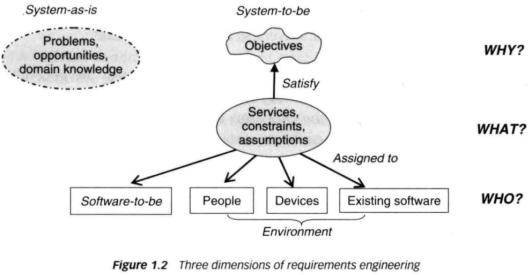 System-as-is
System-to-be
Problems,
opportunities,
domain knowledge
Objectives
WHY?
Satisfy
Services,
constraints,
assumptions
WHAT?
Assigned to
Software-to-be
People
Devices
Existing software
WHO?
Environment
Figure 1.2 Three dimensions of requirements engineering